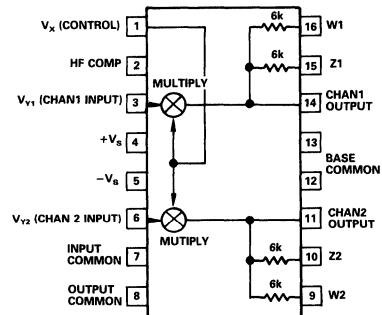 Vx (CONTROL) 1
HF COMP 2
VY1 (CHAN1 INPUT) 3
+Vs 4
−Vs 5
VY2 (CHAN 2 INPUT) 6
INPUT
COMMON 7
OUTPUT
COMMON 8
MULTIPLY
MUTIPLY
6k
16 W1
6k
15 Z1
14 CHAN1
OUTPUT
13
BASE
COMMON
12
11 CHAN2
OUTPUT
6k
10 Z2
6k
9 W2